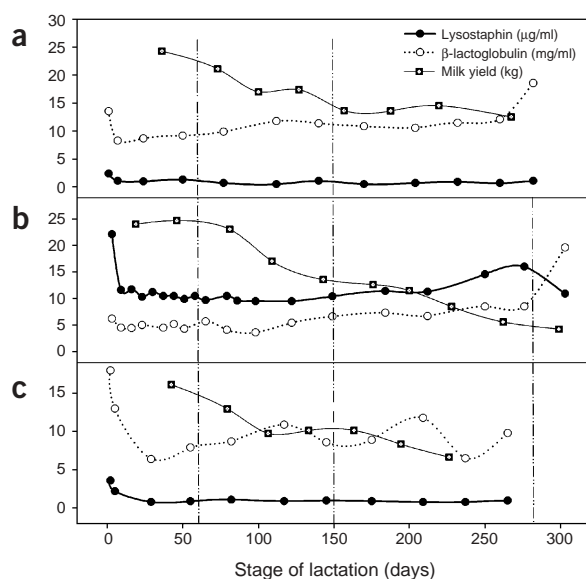 a
Lysostaphin (µg/ml)
β-lactoglobulin (mg/ml)
Milk yield (kg)
30
25
20
15
10
5
0
b
25
20
15
10
5
0
c
15
10
5
0
0 50 100 150 200 250 300
Stage of lactation (days)